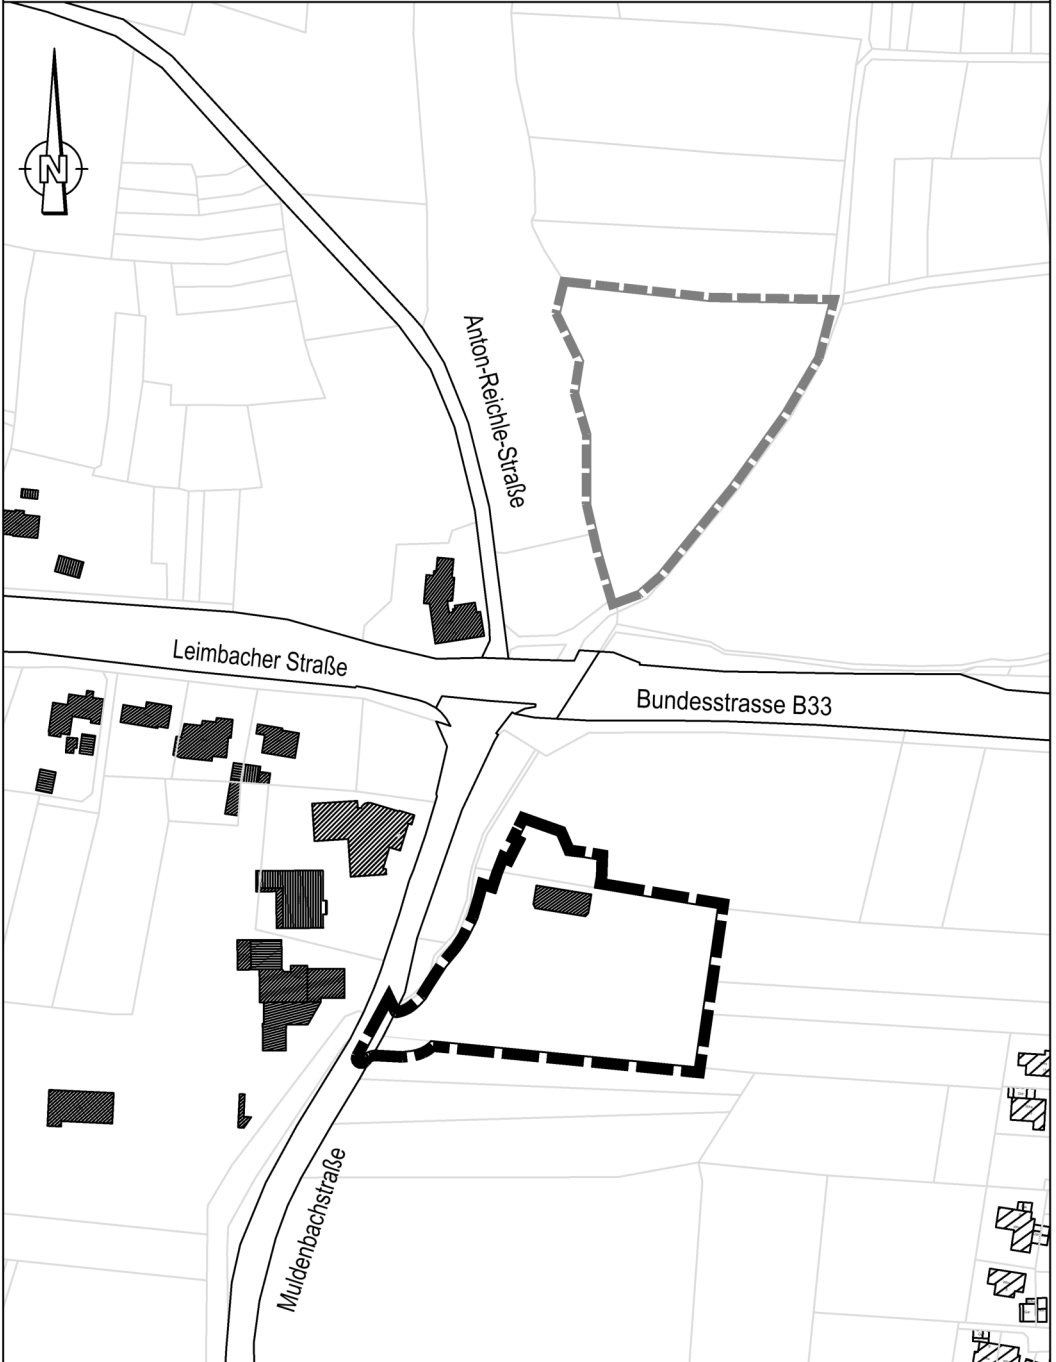 N
Anton-Reichle-Straße
Leimbacher Straße
Bundesstrasse B33
Muldenbachstraße